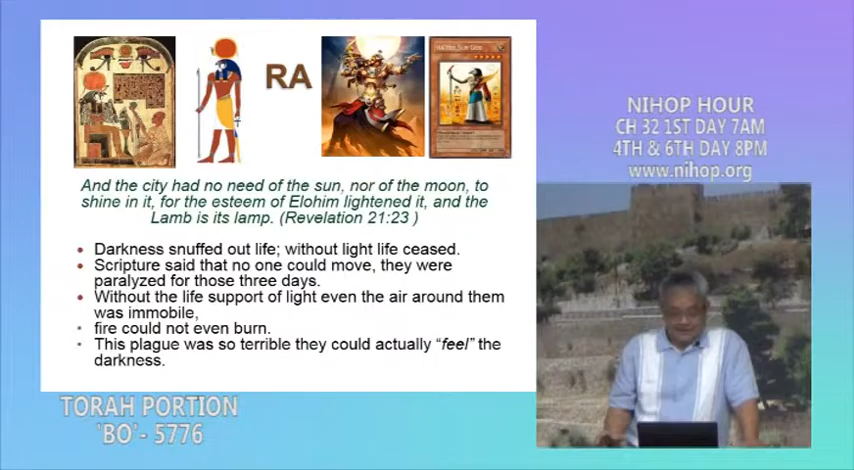 RA
And the city had no need of the sun, nor of the moon, to
shine in it, for the esteem of Elohim lightened it, and the
Lamb is its lamp. (Revelation 21:23 )
• Darkness snuffed out life; without light life ceased.
• Scripture said that no one could move, they were
paralyzed for those three days.
• Without the life support of light even the air around them
was immobile,
• fire could not even burn.
• This plague was so terrible they could actually “feel” the
darkness.
NIHOP HOUR
CH 32 1ST DAY 7AM
4TH & 6TH DAY 8PM
www.nihop.org
TORAH PORTION
'BO'- 5776